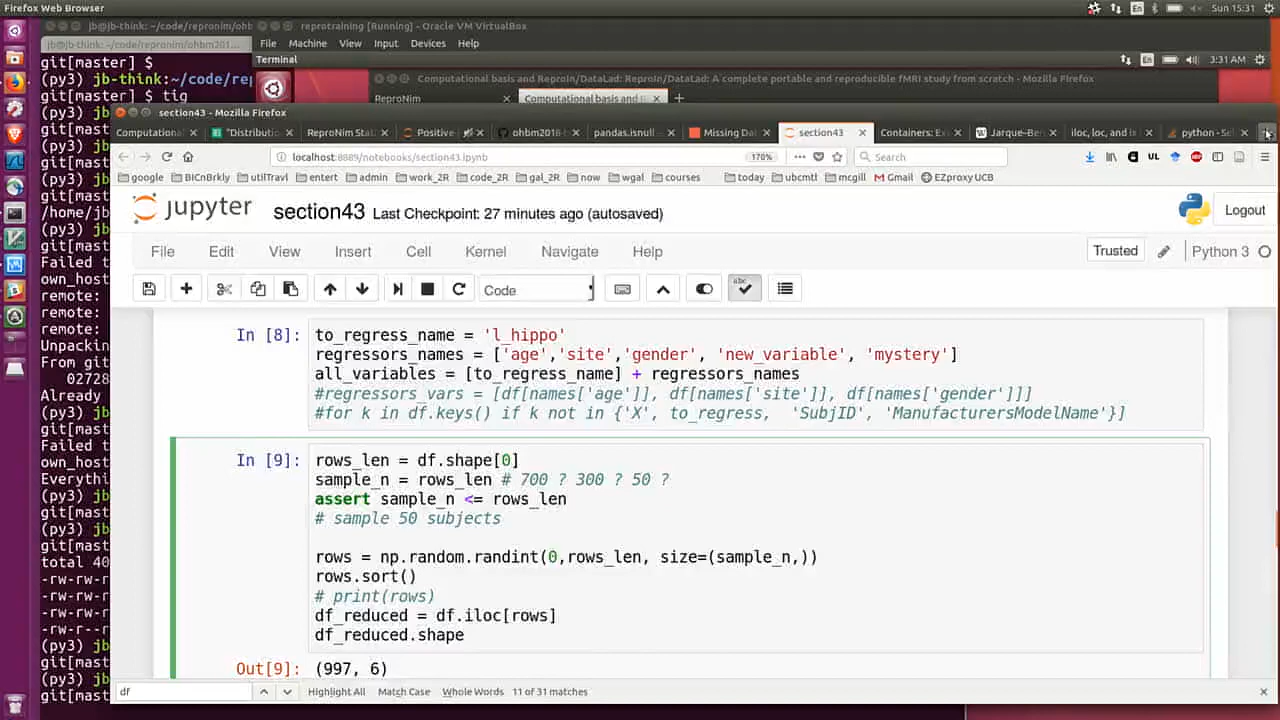 Firefox Web Browser
En
Sun 15:31
jb@jb-think: ~/code/repronim/ohb
reprotraining [Running] - Oracle VM VirtualBox
jb@jb-think: ~/code/repronim/ohbm201...
File Machine View Input Devices Help
git[master] $
Terminal
En
3:31 AM
(py3) jb-think:~/code/rep
Computational basis and ReproIn/DataLad: ReproIn/DataLad: A complete portable and reproducible fMRI study from scratch - Mozilla Firefox
git[master] $ tig
ReproNim
Computational basis and
section43 - Mozilla Firefox
Computational
"Distributio
ReproNim Sta
Positive
ohbm2018-t
pandas.isnull
Missing Da
section43
Containers: Ex
Jarque–Ber
iloc, loc, and i
python - Sel
localhost:8889/notebooks/section43.ipynb
170%
Search
UL
google BICnBrkly utilTravl entert admin work_2R code_2R gal_2R now wgal courses today ubcmtl mcgill Gmail EZproxy UCB
jupyter section43 Last Checkpoint: 27 minutes ago (autosaved)
Logout
File Edit View Insert Cell Kernel Navigate Help
Trusted
Python 3
Code
In [8]:
to_regress_name = 'l_hippo'
regressors_names = ['age','site','gender', 'new_variable', 'mystery']
all_variables = [to_regress_name] + regressors_names
#regressors_vars = [df[names['age']], df[names['site']], df[names['gender']]]
#for k in df.keys() if k not in {'X', to_regress, 'SubjID', 'ManufacturersModelName'}]
In [9]:
rows_len = df.shape[0]
sample_n = rows_len # 700 ? 300 ? 50 ?
assert sample_n <= rows_len
# sample 50 subjects
rows = np.random.randint(0,rows_len, size=(sample_n,))
rows.sort()
# print(rows)
df_reduced = df.iloc[rows]
df_reduced.shape
Out[9]: (997, 6)
(py3) jb
git[mast
(py3) jb
git[mast
(py3) jb
git[mast
/home/jb
(py3) jb
git[mast
Failed t
own_host
remote:
remote:
remote:
Unpackin
From git
02728
Already
(py3) jb
git[mast
Failed t
own_host
Everythi
(py3) jb
git[mast
total 40
-rw-rw-r
-rw-rw-r
-rw-rw-r
-rw-r--r
(py3) jb
git[mast
(py3) jb
git[mast
df
Highlight All Match Case Whole Words 11 of 31 matches